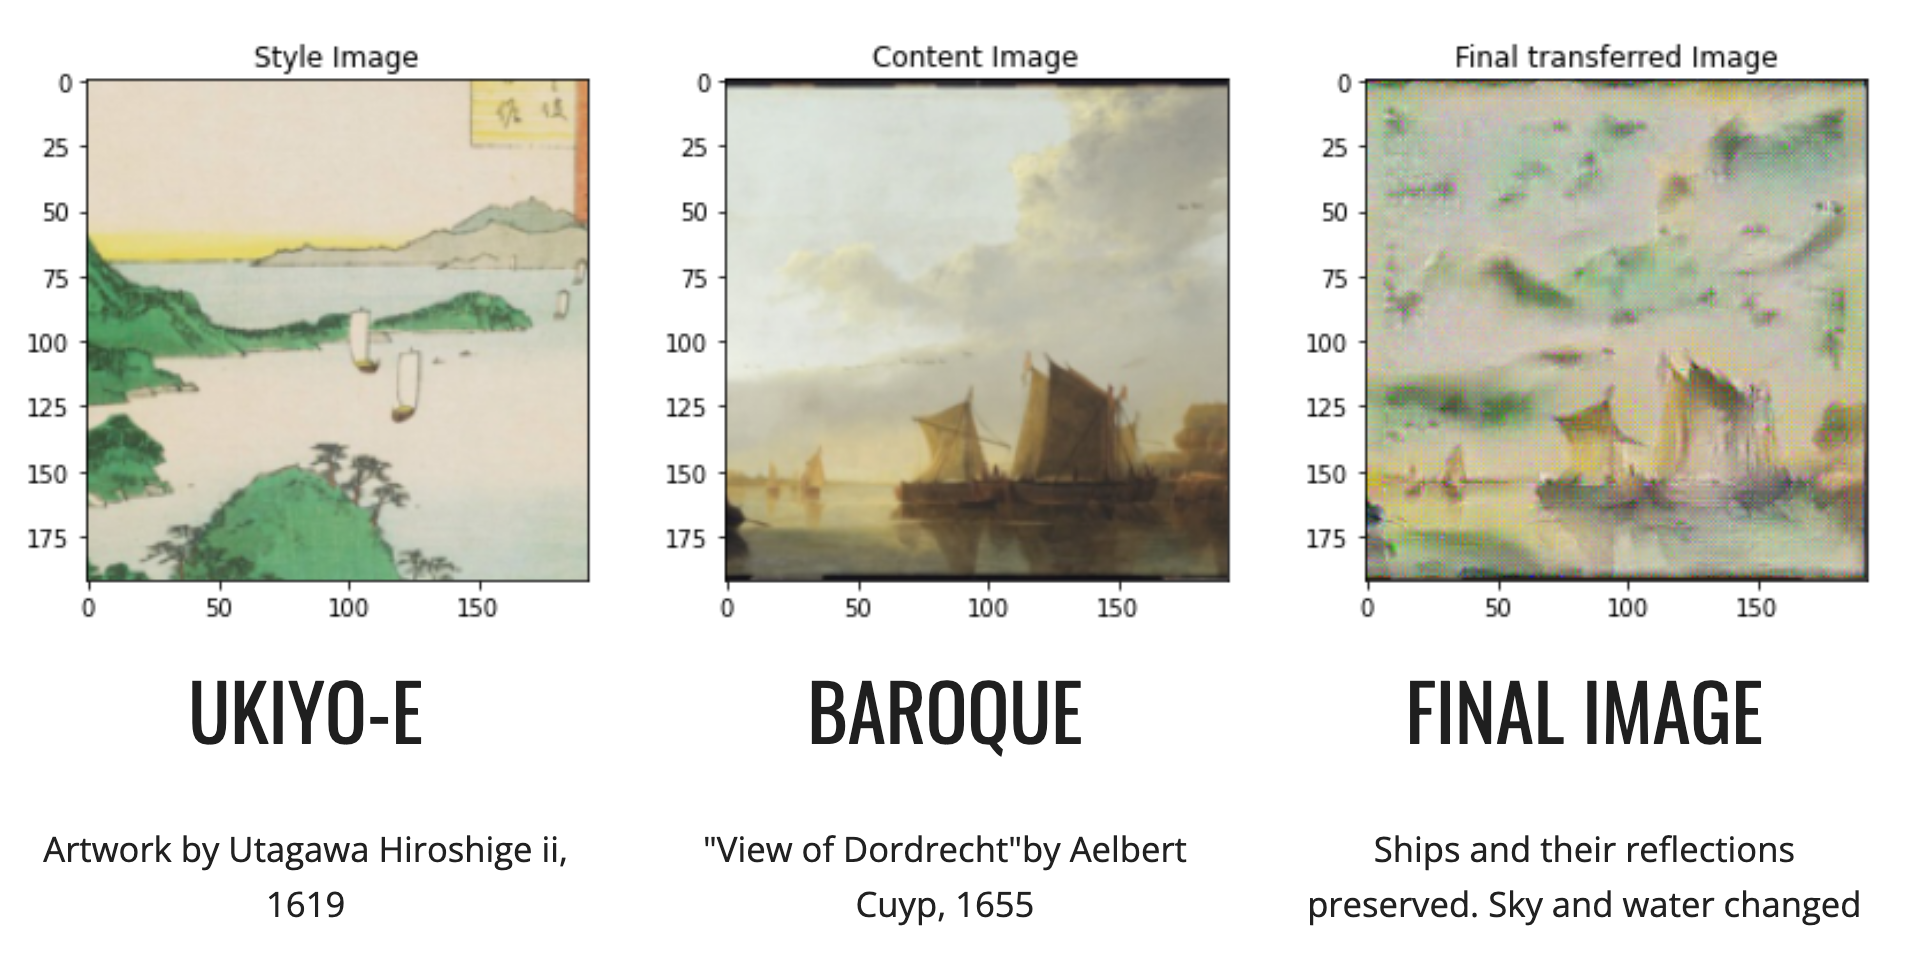 Style Image
Content Image
Final transferred Image
0
25
50
75
100
125
150
175
0 50 100 150
0
25
50
75
100
125
150
175
0 50 100 150
0
25
50
75
100
125
150
175
0 50 100 150
UKIYO-E
BAROQUE
FINAL IMAGE
Artwork by Utagawa Hiroshige ii,
1619
"View of Dordrecht"by Aelbert
Cuyp, 1655
Ships and their reflections
preserved. Sky and water changed